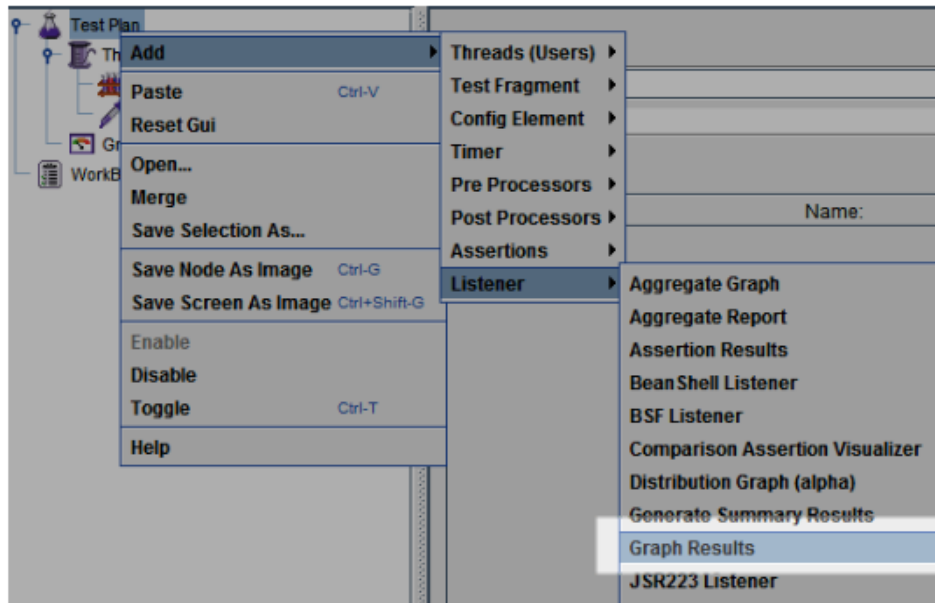 Test Plan
Th
Gr
WorkB
Add
Paste Ctrl-V
Reset Gui
Open...
Merge
Save Selection As...
Save Node As Image Ctrl-G
Save Screen As Image Ctrl+Shift-G
Enable
Disable
Toggle Ctrl-T
Help
Threads (Users)
Test Fragment
Config Element
Timer
Pre Processors
Post Processors
Assertions
Listener
Name:
Aggregate Graph
Aggregate Report
Assertion Results
BeanShell Listener
BSF Listener
Comparison Assertion Visualizer
Distribution Graph (alpha)
Generate Summary Results
Graph Results
JSR223 Listener